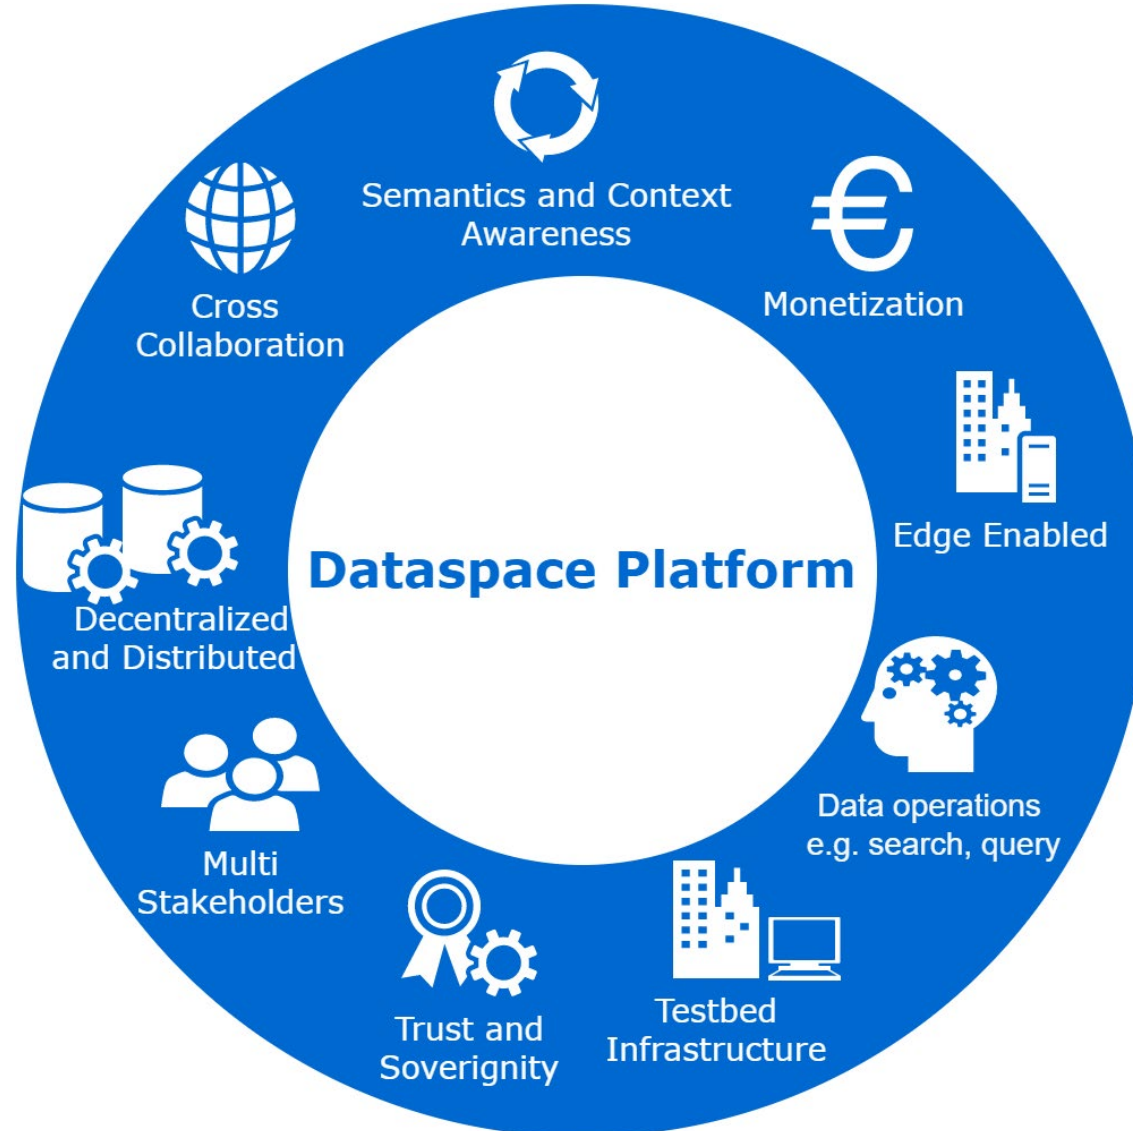 Semantics and Context
Awareness
Monetization
Edge Enabled
Data operations
e.g. search, query
Testbed
Infrastructure
Trust and
Soverignity
Multi
Stakeholders
Decentralized
and Distributed
Cross
Collaboration
Dataspace Platform